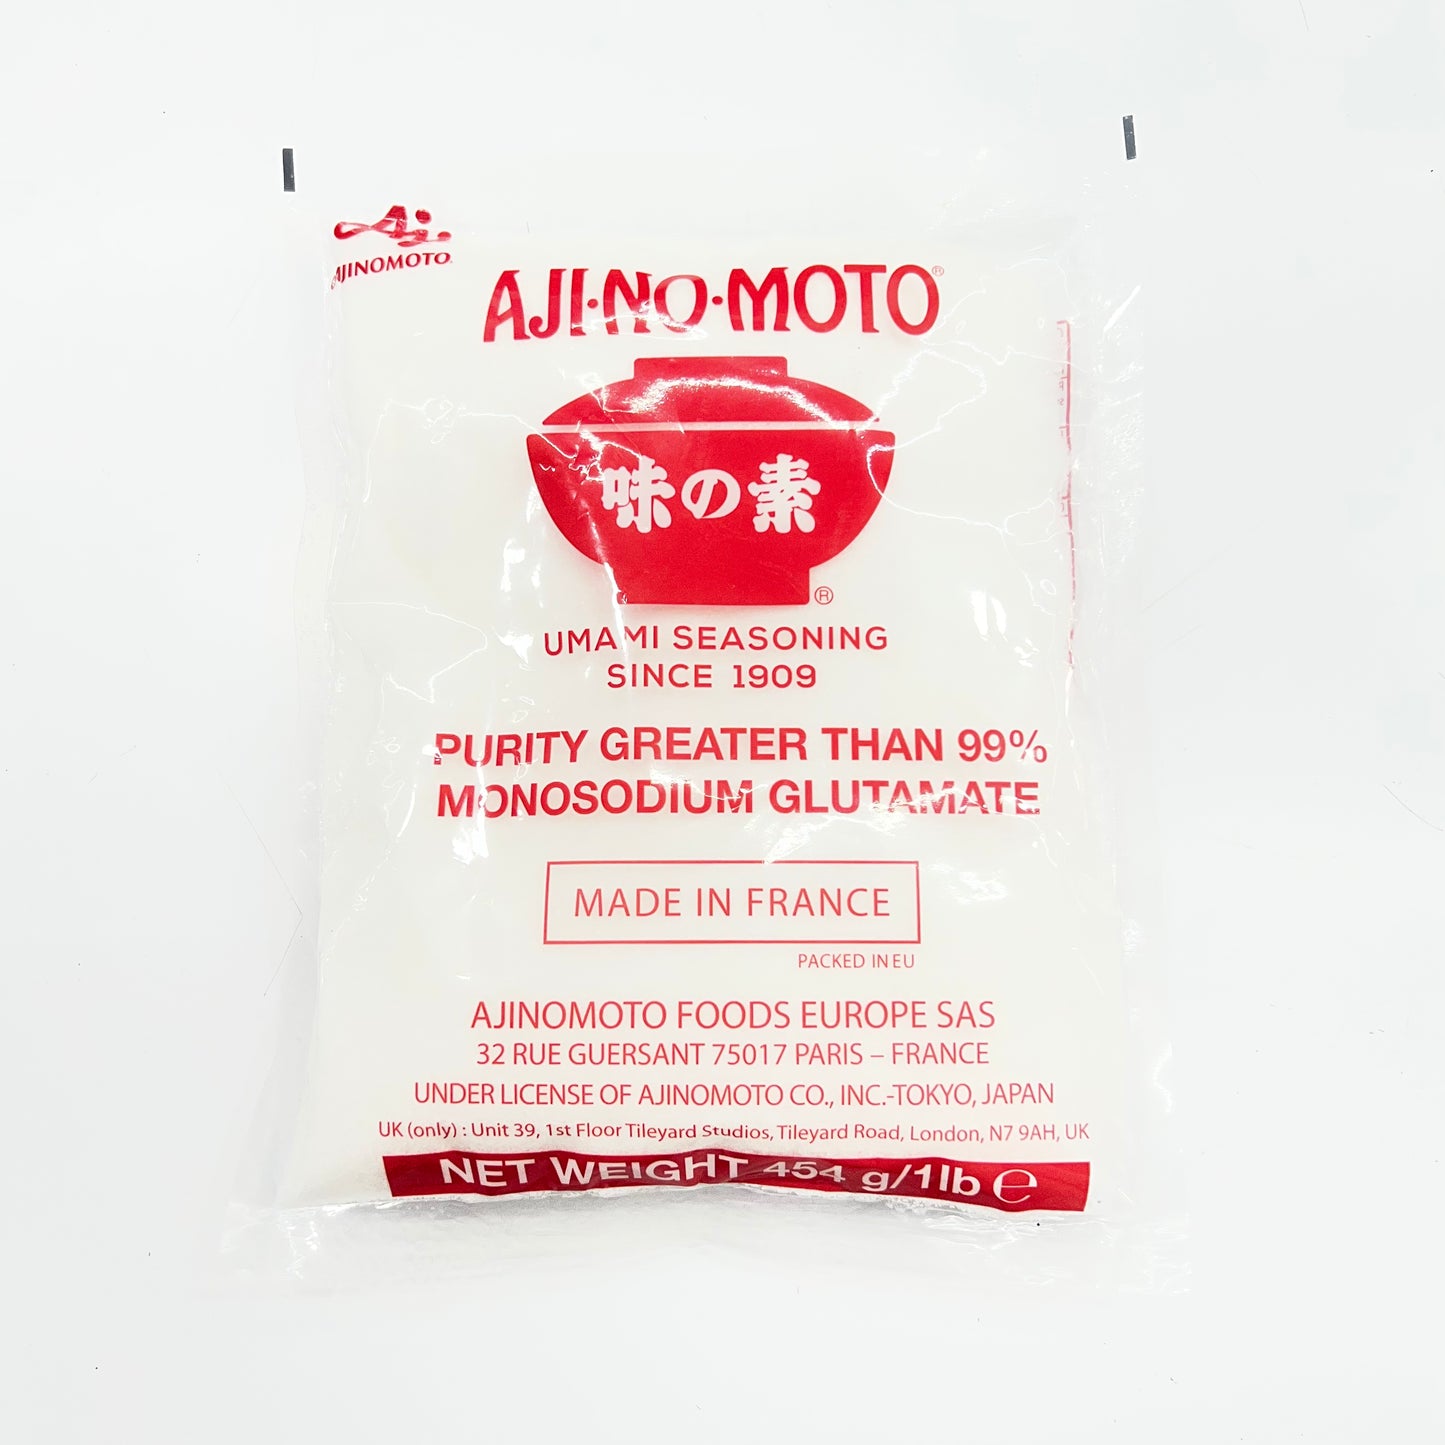 AJINOMOTO
AJI·NO·MOTO®
味の素
®
UMAMI SEASONING
SINCE 1909
PURITY GREATER THAN 99%
MONOSODIUM GLUTAMATE
MADE IN FRANCE
PACKED IN EU
AJINOMOTO FOODS EUROPE SAS
32 RUE GUERSANT 75017 PARIS – FRANCE
UNDER LICENSE OF AJINOMOTO CO., INC.-TOKYO, JAPAN
UK (only) : Unit 39, 1st Floor Tileyard Studios, Tileyard Road, London, N7 9AH, UK
NET WEIGHT 454 g/1lb ℮